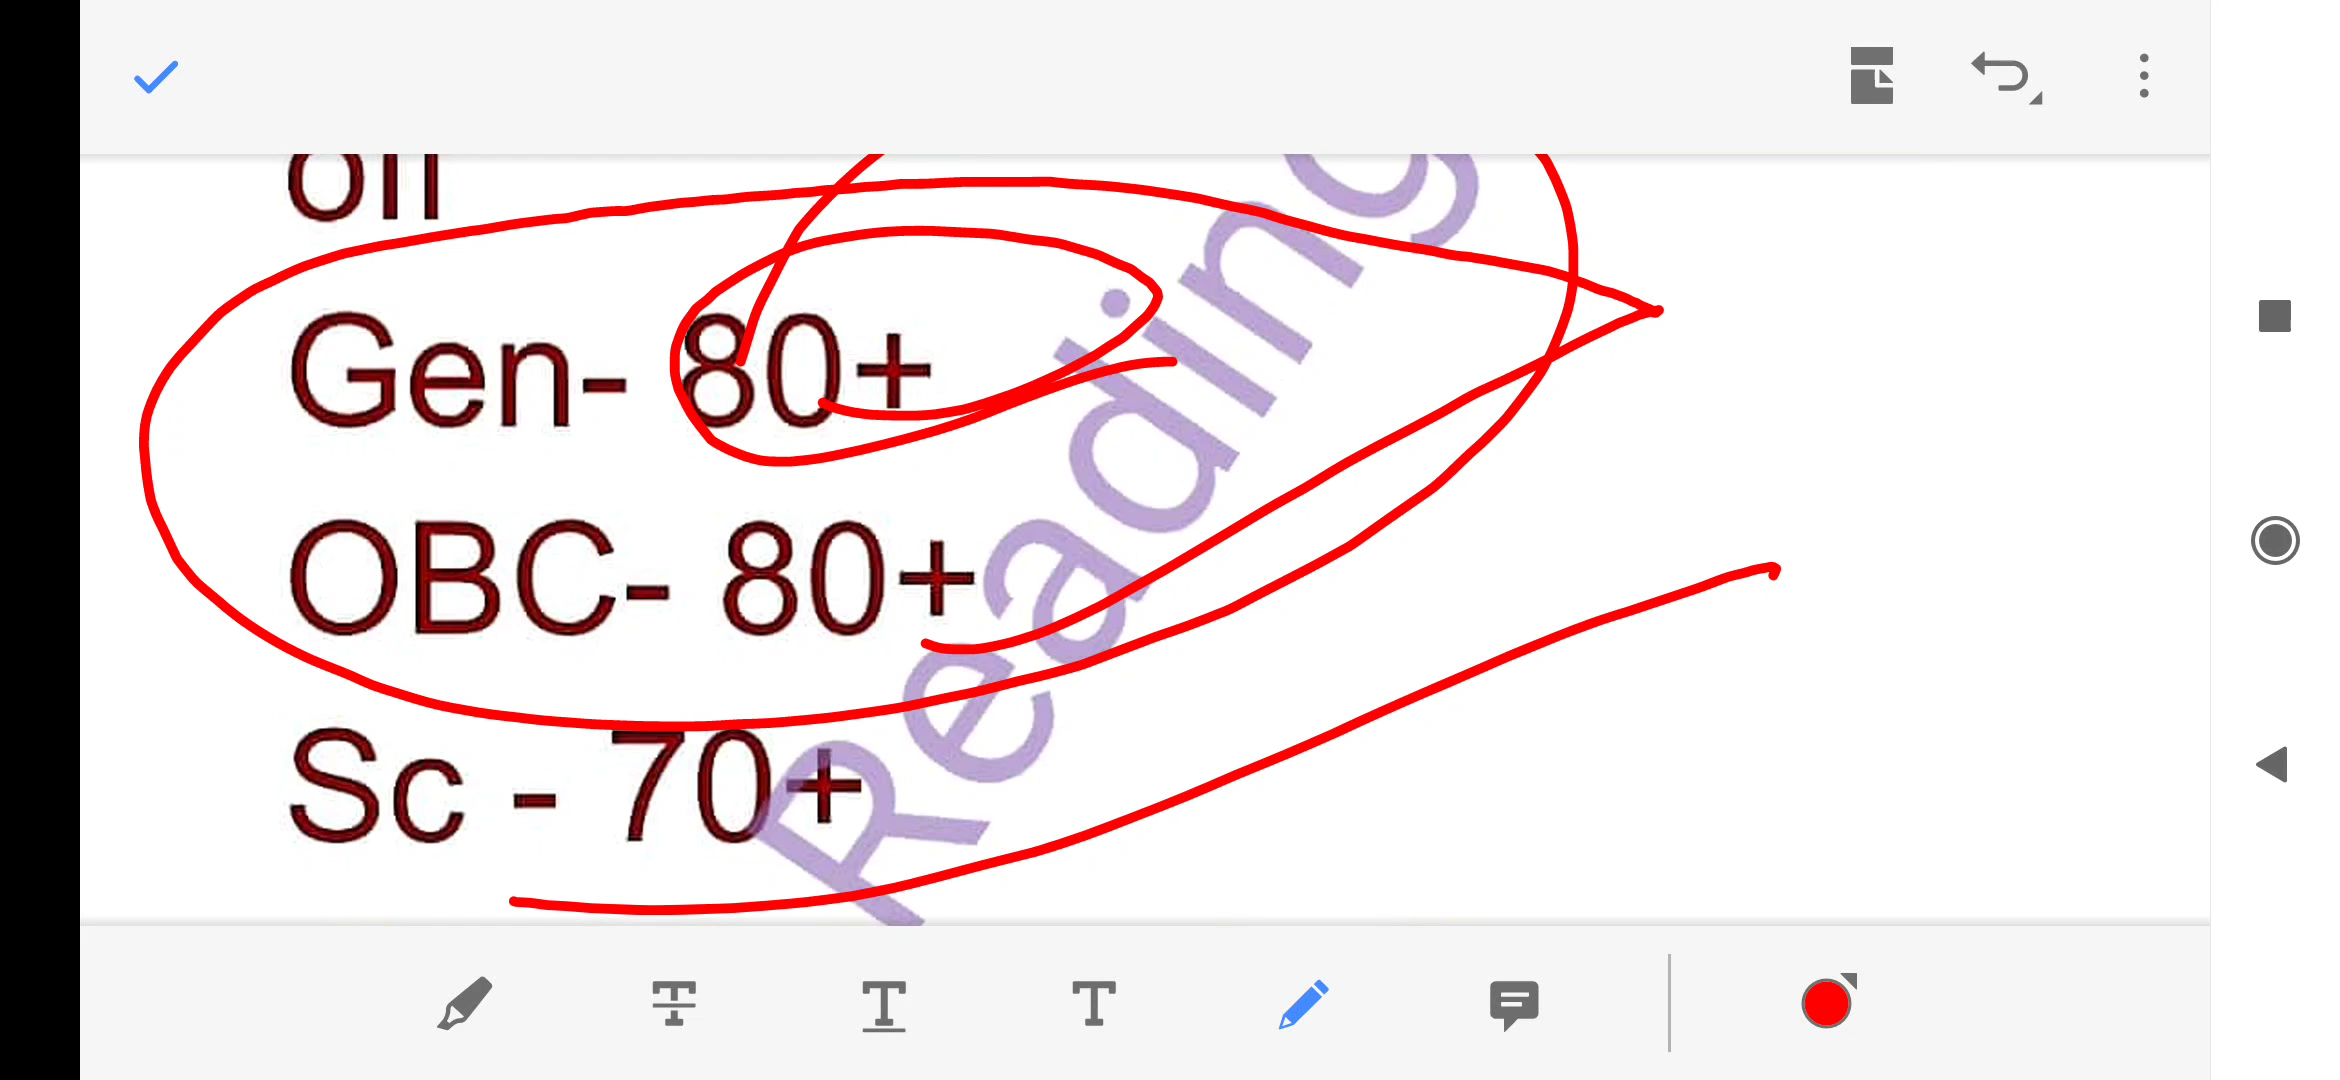 Gen- 80+
OBC- 80+
Sc - 70+
Reading